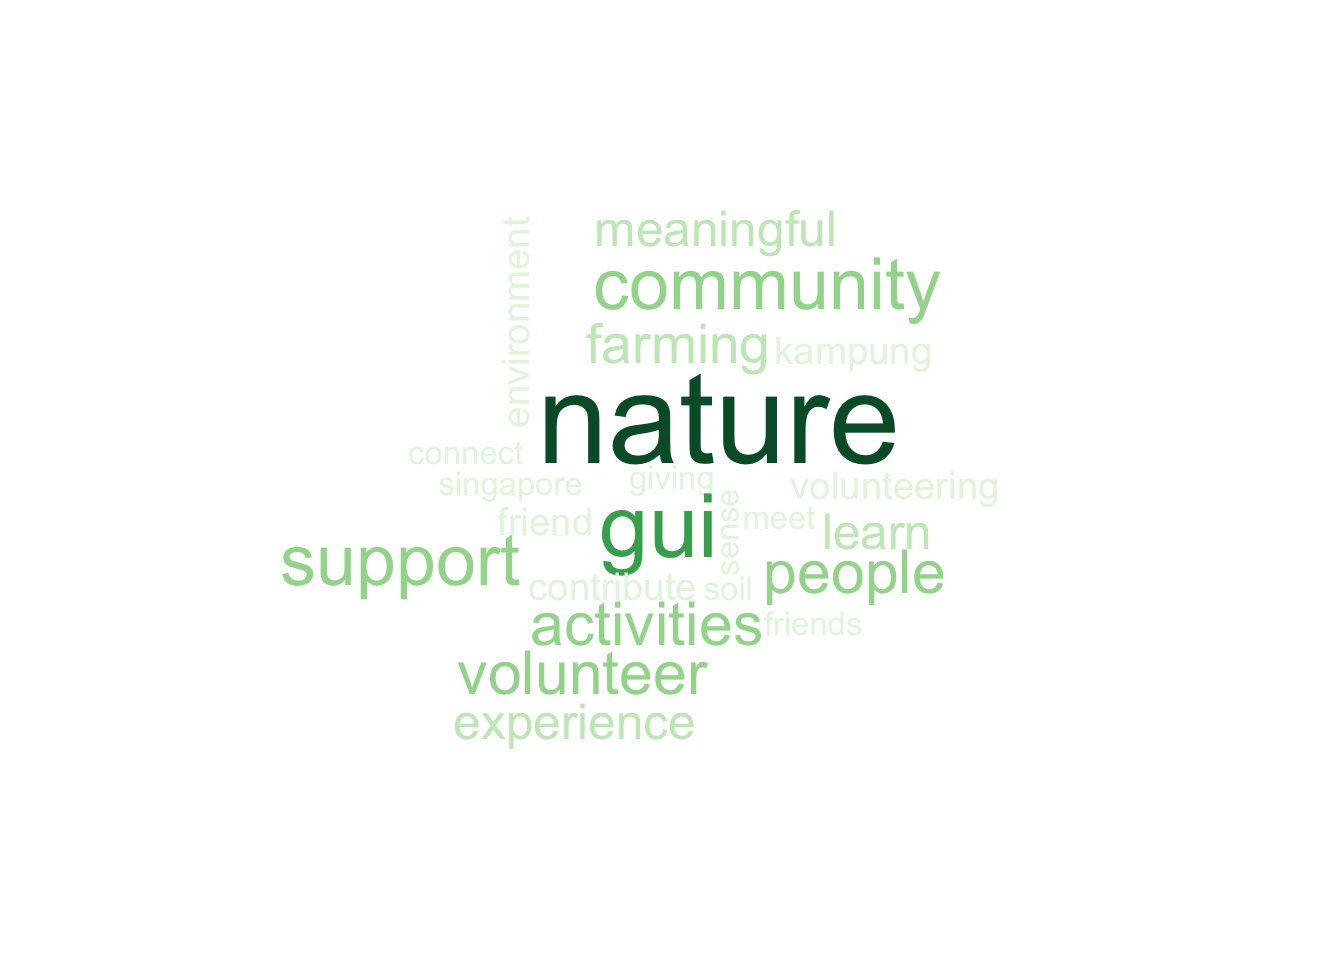 meaningful
environment
community
farming
kampung
nature
connect
singapore
giving
volunteering
friend
gui
sense
meet
learn
support
contribute
soil
people
activities
friends
volunteer
experience